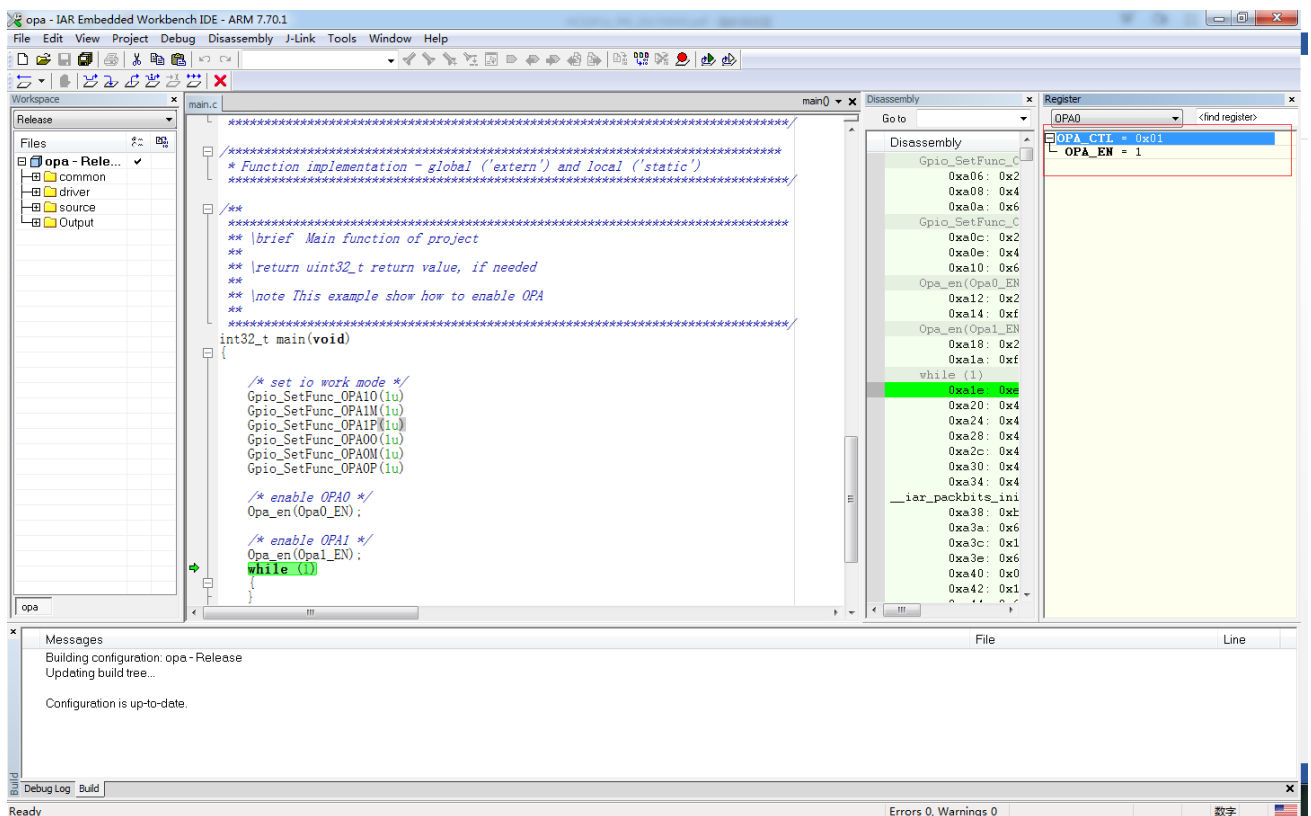 opa - IAR Embedded Workbench IDE - ARM 7.70.1
File Edit View Project Debug Disassembly J-Link Tools Window Help
Workspace
Release
Files
opa - Rele...
common
driver
source
Output
opa
main.c
main()
*******************************************************************************/
/*******************************************************************************
* Function implementation - global ('extern') and local ('static')
*******************************************************************************/
/**
*******************************************************************************
** \brief Main function of project
**
** \return uint32_t return value, if needed
**
** \note This example show how to enable OPA
**
*******************************************************************************/
int32_t main(void)
{
/* set io work mode */
Gpio_SetFunc_OPA1O(1u)
Gpio_SetFunc_OPA1M(1u)
Gpio_SetFunc_OPA1P(1u)
Gpio_SetFunc_OPA0O(1u)
Gpio_SetFunc_OPA0M(1u)
Gpio_SetFunc_OPA0P(1u)
/* enable OPA0 */
Opa_en(Opa0_EN);
/* enable OPA1 */
Opa_en(Opa1_EN);
while (1)
{
}
Disassembly
Go to
Disassembly
Gpio_SetFunc_O
0xa06: 0x2
0xa08: 0x4
0xa0a: 0x6
Gpio_SetFunc_O
0xa0c: 0x2
0xa0e: 0x4
0xa10: 0x6
Opa_en(Opa0_EN
0xa12: 0x2
0xa14: 0xf
Opa_en(Opa1_EN
0xa18: 0x2
0xa1a: 0xf
while (1)
0xa1e: 0xe
0xa20: 0x4
0xa24: 0x4
0xa28: 0x4
0xa2c: 0x4
0xa30: 0x4
0xa34: 0x4
__iar_packbits_ini
0xa38: 0xb
0xa3a: 0x6
0xa3c: 0x1
0xa3e: 0x6
0xa40: 0x0
0xa42: 0x1
Register
OPA0
<find register>
OPA_CTL = 0x01
OPA_EN = 1
Messages
File
Line
Building configuration: opa - Release
Updating build tree...
Configuration is up-to-date.
Build
Debug Log
Build
Ready
Errors 0, Warnings 0
数字